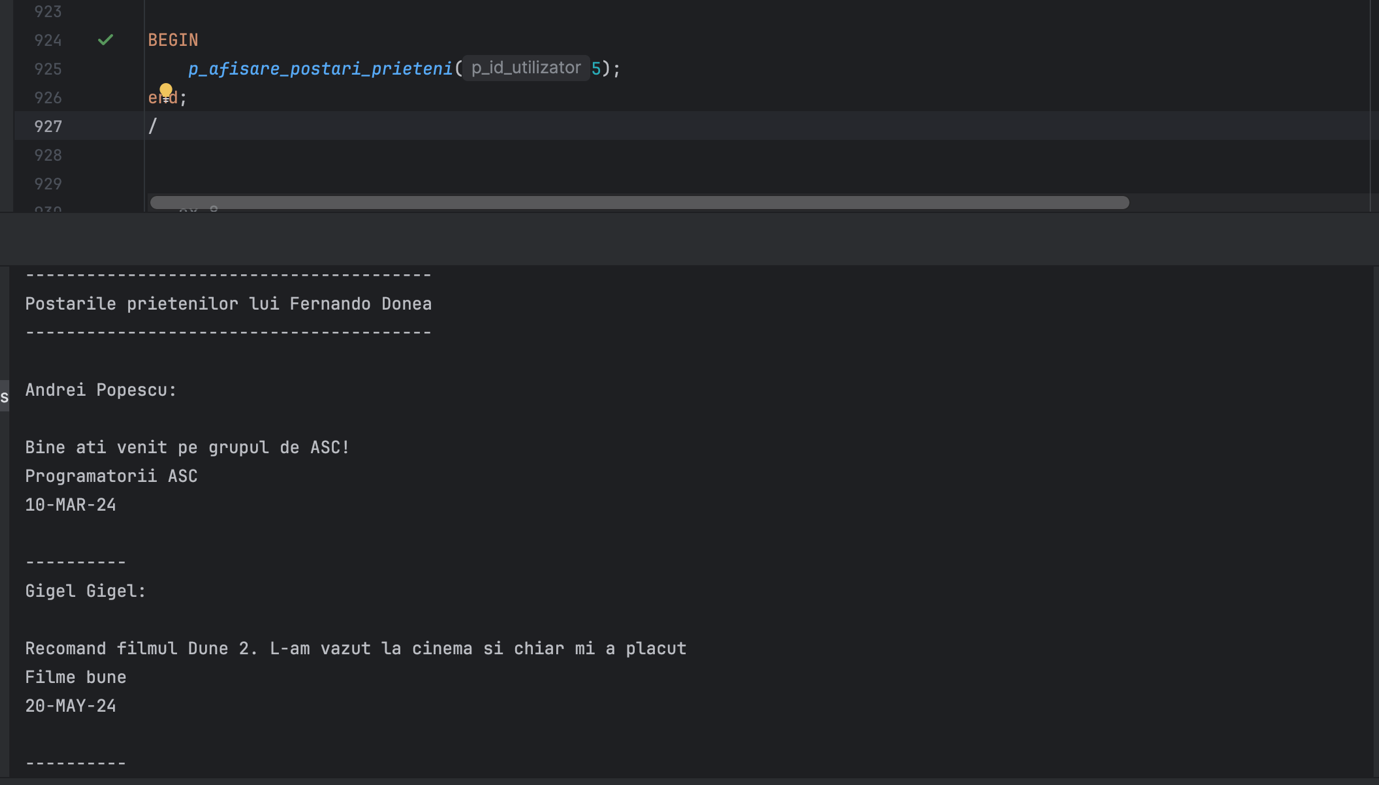 923
924 BEGIN
925 p_afisare_postari_prieteni( p_id_utilizator 5);
926 end;
927 /
928
929
----------------------------------------
Postarile prietenilor lui Fernando Donea
----------------------------------------
Andrei Popescu:
Bine ati venit pe grupul de ASC!
Programatorii ASC
10-MAR-24
----------
Gigel Gigel:
Recomand filmul Dune 2. L-am vazut la cinema si chiar mi a placut
Filme bune
20-MAY-24
----------